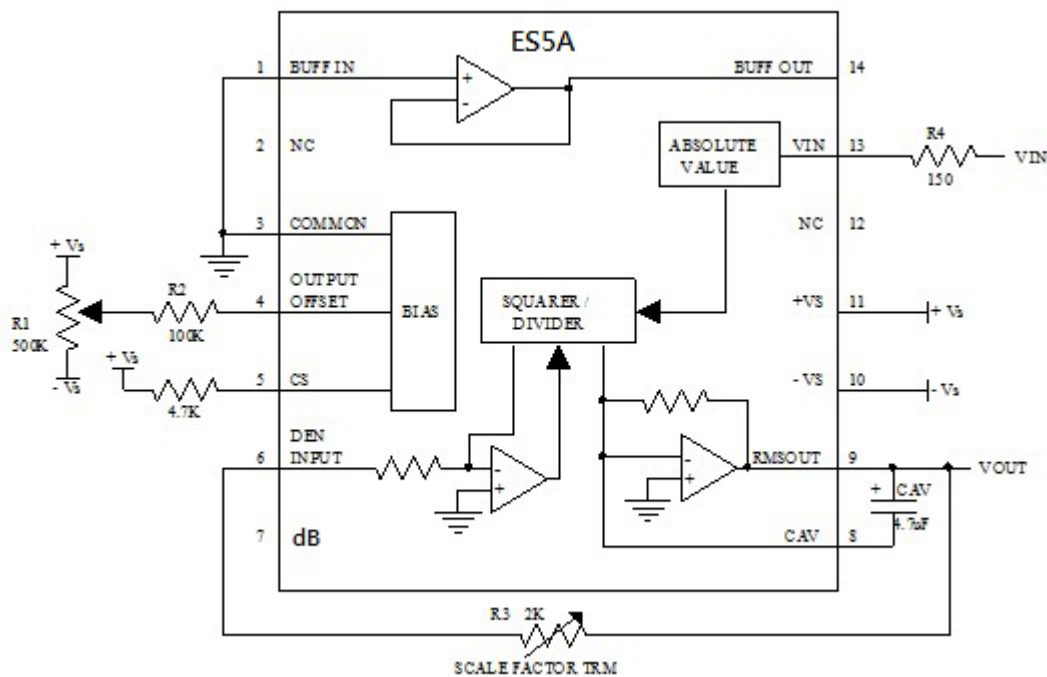 ES5A
1 BUFF IN
BUFF OUT 14
+
-
2 NC
ABSOLUTE
VALUE
VIN 13
R4
150
VIN
3 COMMON
NC 12
+ Vs
R1
500K
- Vs
R2
100K
4 OUTPUT
OFFSET
BIAS
SQUARER /
DIVIDER
+VS 11
+ Vs
+ Vs
4.7K
5 CS
- VS 10
- Vs
6 DEN
INPUT
-
+
-
+
RMSOUT 9
VOUT
+ CAV
4.7uF
7 dB
CAV 8
R3 2K
SCALE FACTOR TRM